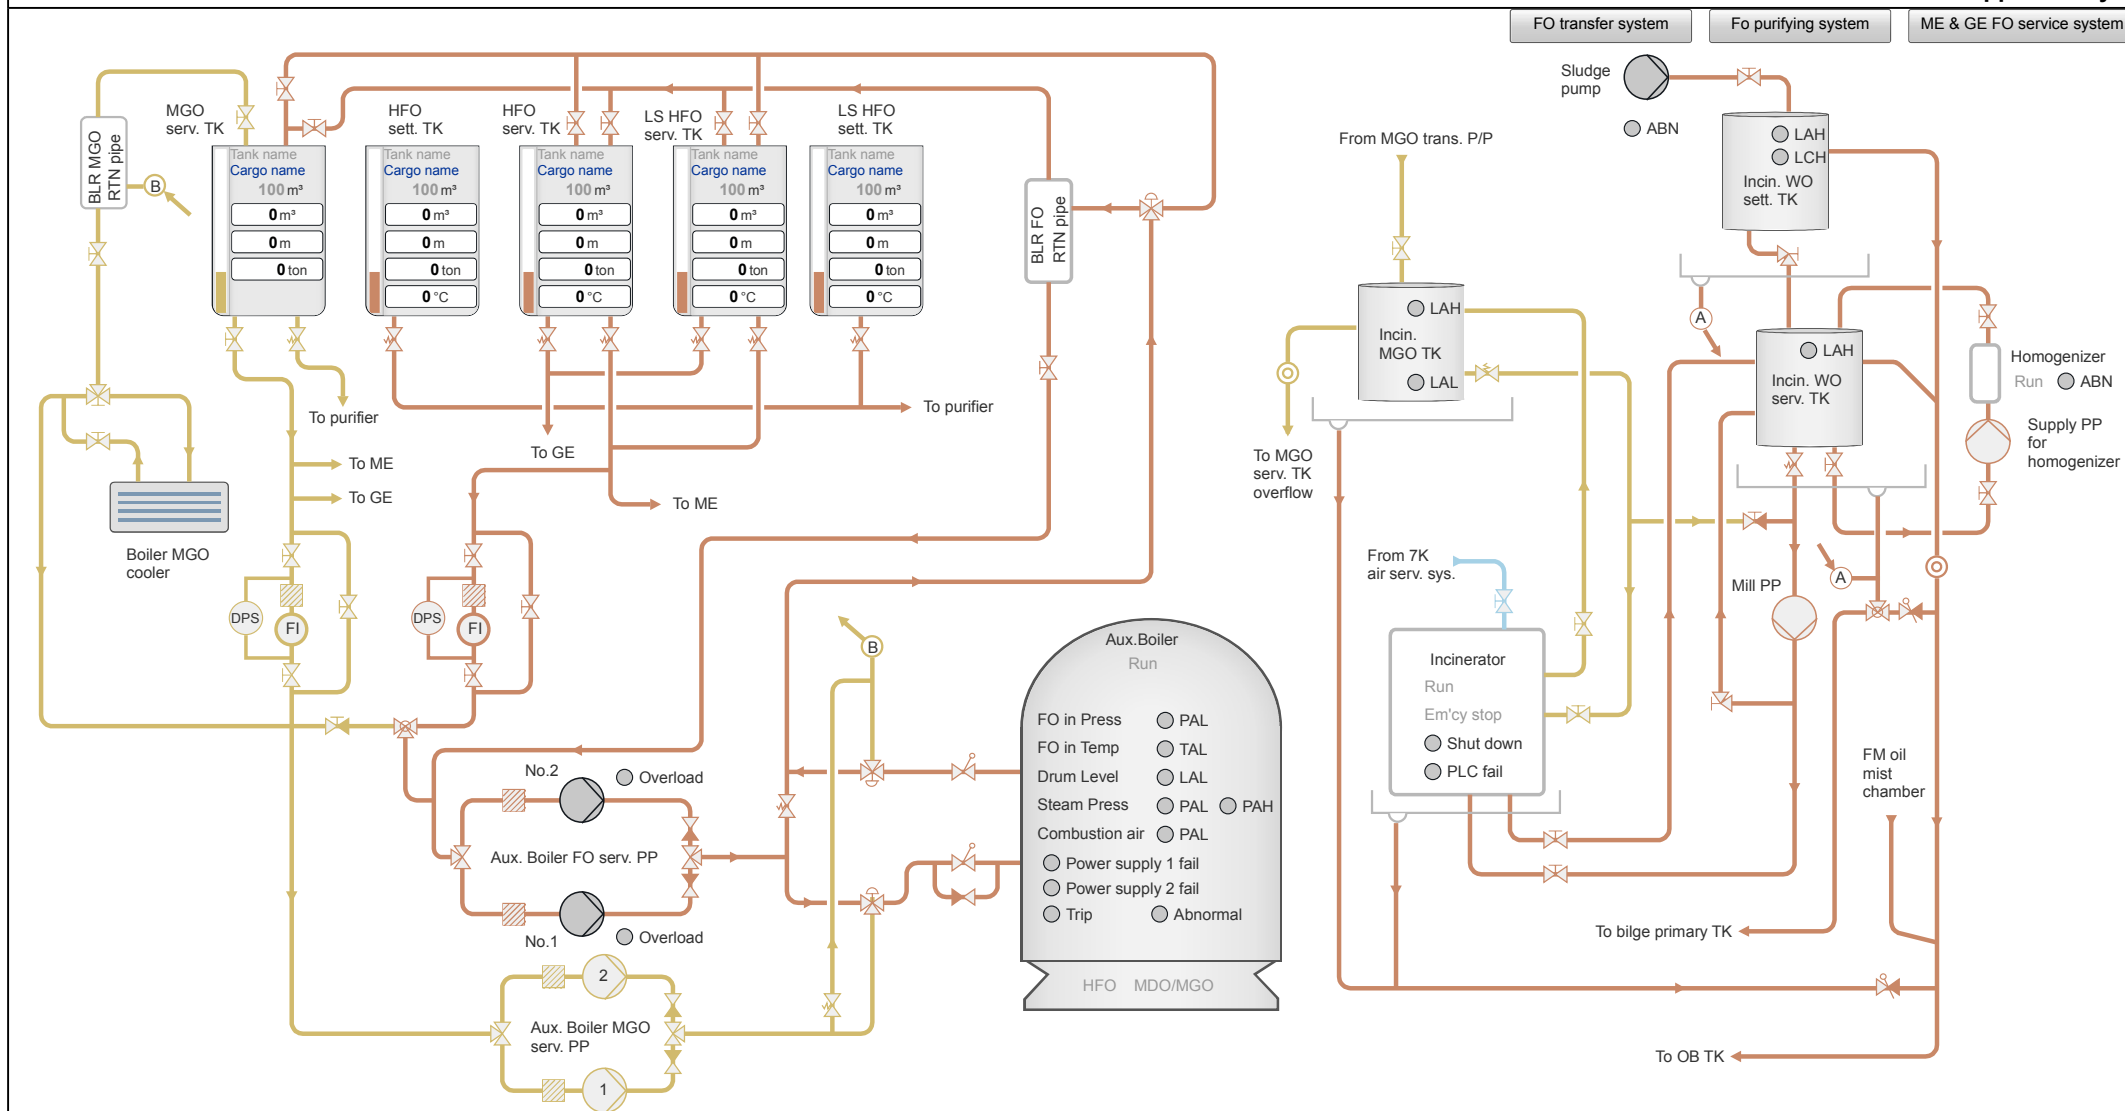 FO transfer system
Fo purifying system
ME & GE FO service system
Sludge
pump
ABN
MGO
serv. TK
HFO
sett. TK
HFO
serv. TK
LS HFO
serv. TK
LS HFO
sett. TK
BLR MGO
RTN pipe
B
Tank name
Cargo name
100 m³
0 m³
0 m
0 ton
Tank name
Cargo name
100 m³
0 m³
0 m
0 ton
0 °C
Tank name
Cargo name
100 m³
0 m³
0 m
0 ton
0 °C
Tank name
Cargo name
100 m³
0 m³
0 m
0 ton
0 °C
Tank name
Cargo name
100 m³
0 m³
0 m
0 ton
0 °C
BLR FO
RTN pipe
From MGO trans. P/P
LAH
LCH
Incin. WO
sett. TK
A
LAH
Incin.
MGO TK
LAL
LAH
Incin. WO
serv. TK
Homogenizer
Run
ABN
Supply PP
for
homogenizer
To purifier
To purifier
To GE
To ME
To GE
To ME
To MGO
serv. TK
overflow
Boiler MGO
cooler
DPS
FI
DPS
FI
From 7K
air serv. sys.
A
Mill PP
B
Aux.Boiler
Run
FO in Press
PAL
FO in Temp
TAL
Drum Level
LAL
Steam Press
PAL
PAH
Combustion air
PAL
Power supply 1 fail
Power supply 2 fail
Trip
Abnormal
HFO
MDO/MGO
Incinerator
Run
Em'cy stop
Shut down
PLC fail
FM oil
mist
chamber
No.2
Overload
Aux. Boiler FO serv. PP
No.1
Overload
2
Aux. Boiler MGO
serv. PP
1
To bilge primary TK
To OB TK